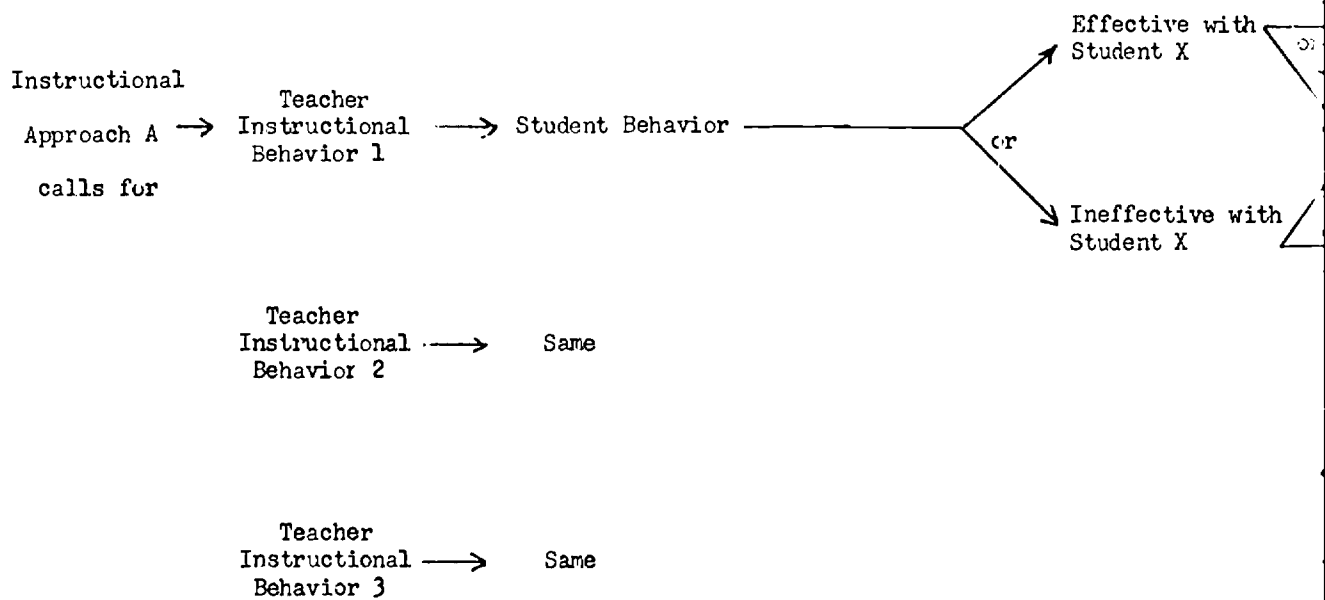 Effective with
Student X
or
Instructional
Approach A
calls for
Teacher
Instructional
Behavior 1
Student Behavior
or
Ineffective with
Student X
Teacher
Instructional
Behavior 2
Same
Teacher
Instructional
Behavior 3
Same